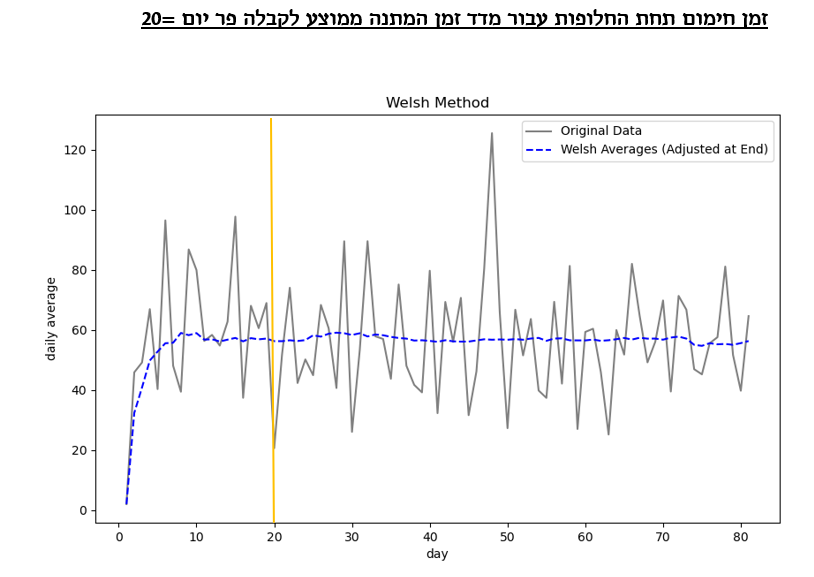 זמן חימום תחת החלופות עבור מדד זמן המתנה ממוצע לקבלה פר יום =20
Welsh Method
Original Data
Welsh Averages (Adjusted at End)
daily average
120
100
80
60
40
20
0
0 10 20 30 40 50 60 70 80
day